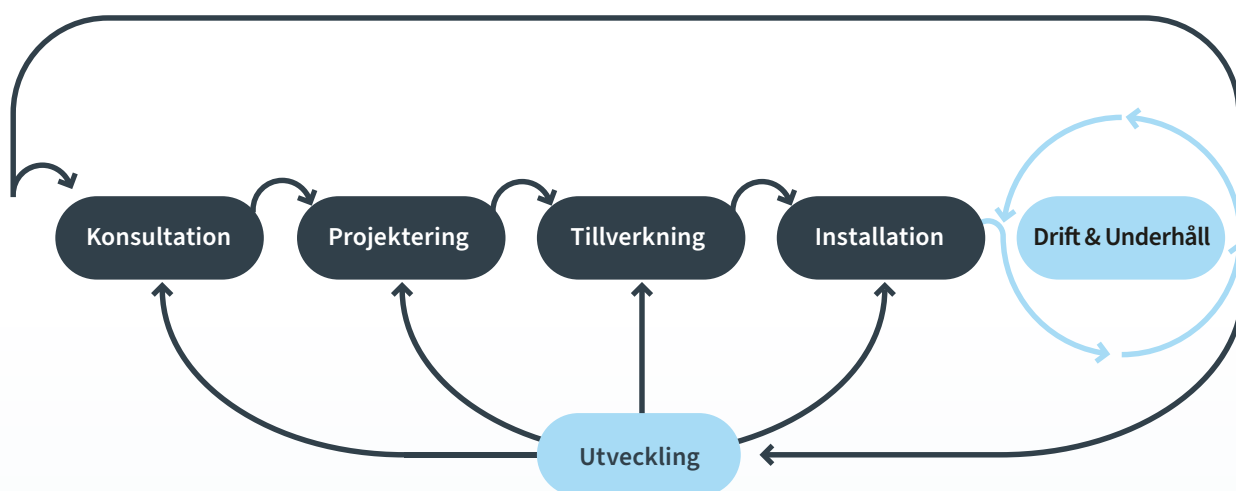 Konsultation
Projektering
Tillverkning
Installation
Drift & Underhåll
Utveckling